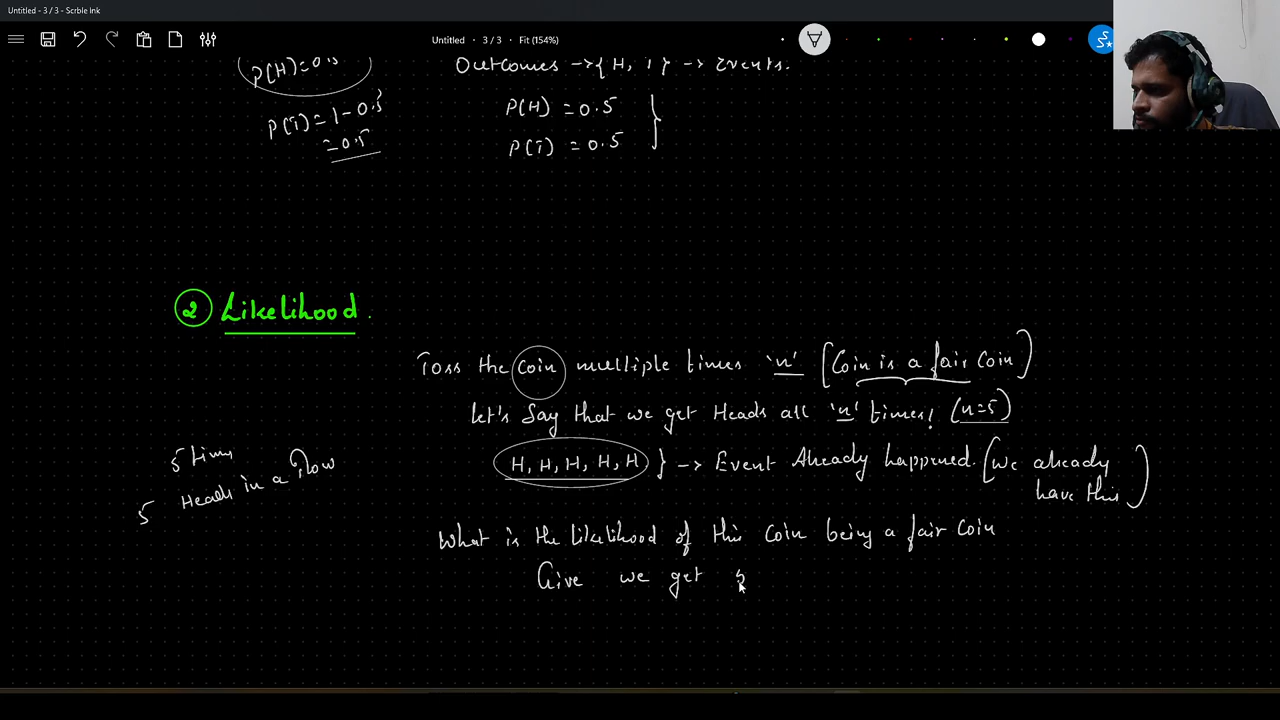 Untitled - 3 / 3 - Scrble Ink
Untitled 3 / 3 Fit (154%)
P(H)=0.5
P(T)=1-0.5
=0.5
Outcomes →{H, T} → Events.
P(H) = 0.5
P(T) = 0.5
2 Likelihood.
Toss the Coin multiple times 'n' [Coin is a fair Coin]
Let's Say that we get Heads all 'n' times! (n=5)
H, H, H, H, H } → Event Already happened. (We already have this)
5 times
5 Heads in a Row
What is the likelihood of this Coin being a fair Coin
Give we get 5